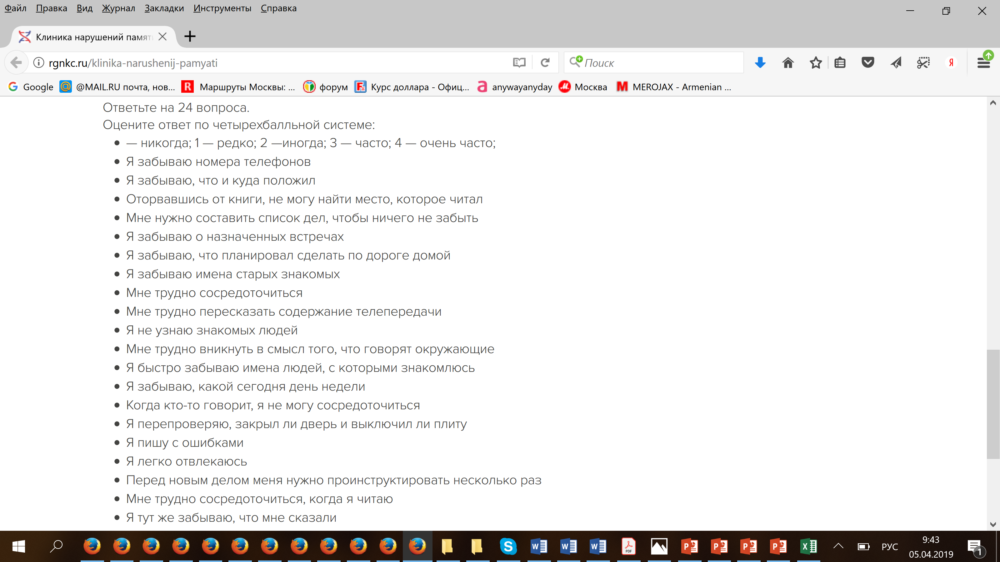 Файл Правка Вид Журнал Закладки Инструменты Справка
Клиника нарушений памяти
rgnkc.ru/klinika-narushenij-pamyati
Поиск
Я
Google @MAIL.RU почта, нов... R Маршруты Москвы: ... форум Курс доллара - Офиц... a anywayanyday Москва M MEROJAX - Armenian ...
Ответьте на 24 вопроса.
Оцените ответ по четырехбалльной системе:
• — никогда; 1 — редко; 2 —иногда; 3 — часто; 4 — очень часто;
• Я забываю номера телефонов
• Я забываю, что и куда положил
• Оторвавшись от книги, не могу найти место, которое читал
• Мне нужно составить список дел, чтобы ничего не забыть
• Я забываю о назначенных встречах
• Я забываю, что планировал сделать по дороге домой
• Я забываю имена старых знакомых
• Мне трудно сосредоточиться
• Мне трудно пересказать содержание телепередачи
• Я не узнаю знакомых людей
• Мне трудно вникнуть в смысл того, что говорят окружающие
• Я быстро забываю имена людей, с которыми знакомлюсь
• Я забываю, какой сегодня день недели
• Когда кто-то говорит, я не могу сосредоточиться
• Я перепроверяю, закрыл ли дверь и выключил ли плиту
• Я пишу с ошибками
• Я легко отвлекаюсь
• Перед новым делом меня нужно проинструктировать несколько раз
• Мне трудно сосредоточиться, когда я читаю
• Я тут же забываю, что мне сказали
PDF
РУС
9:43
05.04.2019
1